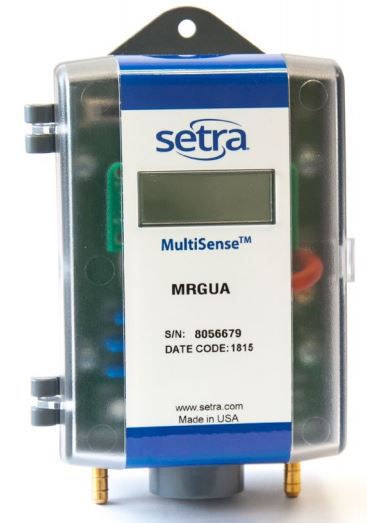 setra
MultiSense™
MRGUA
S/N: 8056679
DATE CODE:1815
www.setra.com
Made in USA